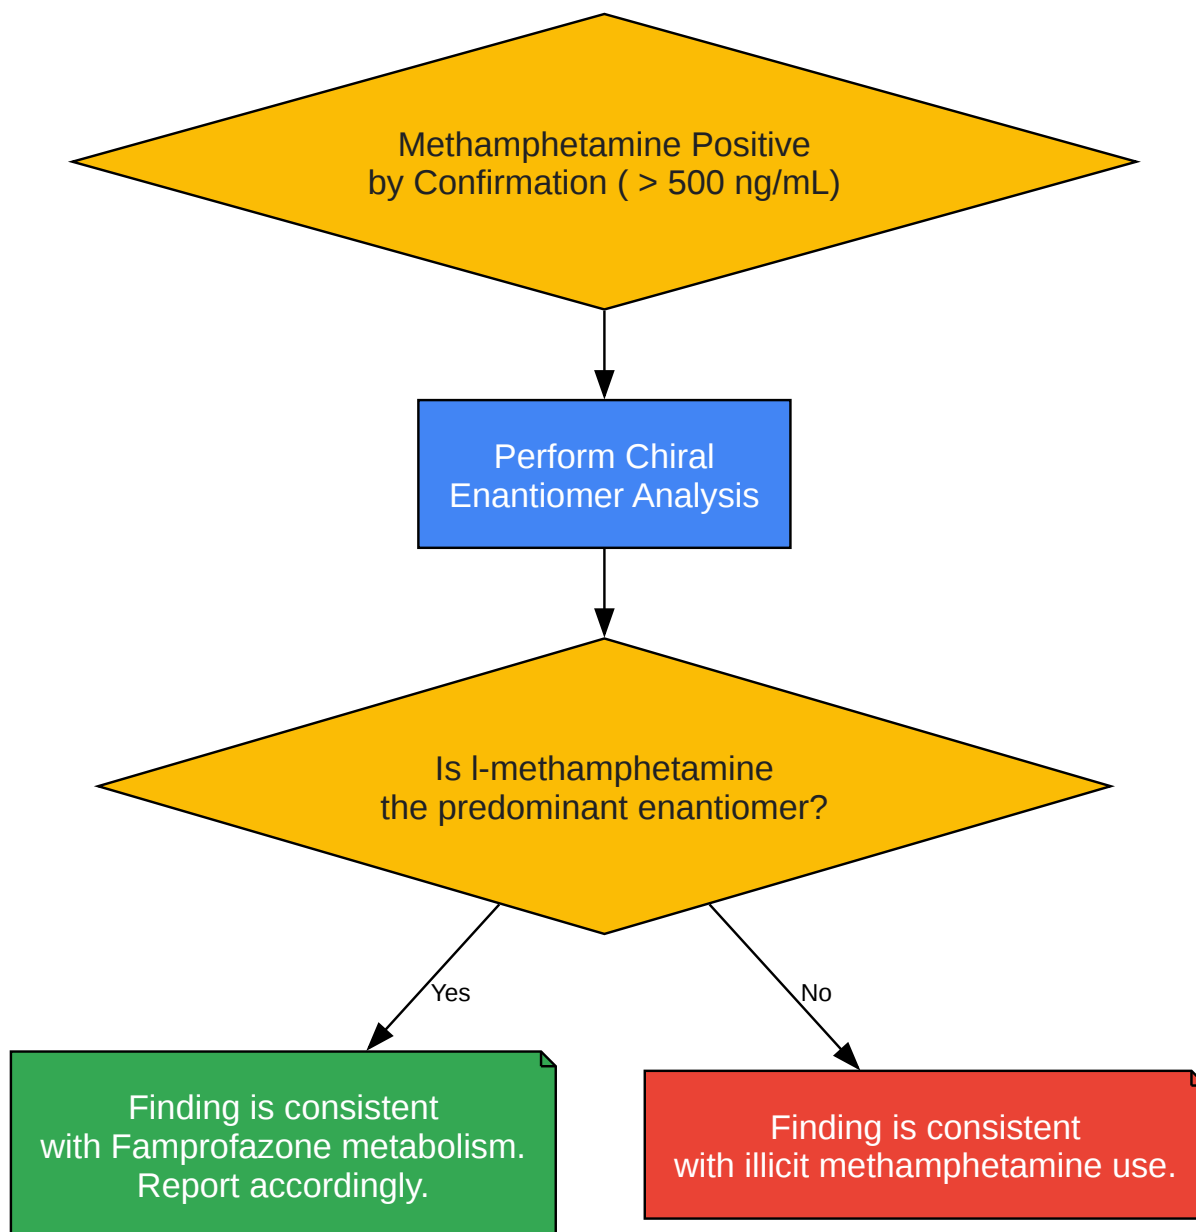 Methamphetamine Positive
by Confirmation ( > 500 ng/mL)
Perform Chiral
Enantiomer Analysis
Is l-methamphetamine
the predominant enantiomer?
Yes
No
Finding is consistent
with Famprofazone metabolism.
Report accordingly.
Finding is consistent
with illicit methamphetamine use.